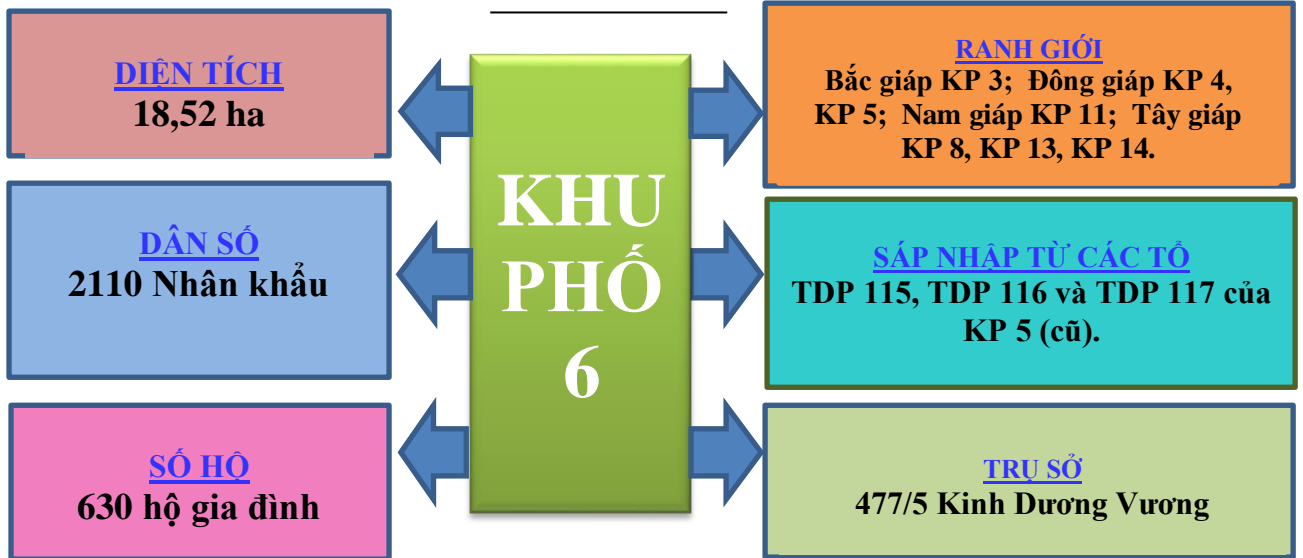 DIỆN TÍCH
18,52 ha
DÂN SỐ
2110 Nhân khẩu
SỐ HỘ
630 hộ gia đình
KHU
PHỐ
6
RANH GIỚI
Bắc giáp KP 3; Đông giáp KP 4,
KP 5; Nam giáp KP 11; Tây giáp
KP 8, KP 13, KP 14.
SÁP NHẬP TỪ CÁC TỔ
TDP 115, TDP 116 và TDP 117 của
KP 5 (cũ).
TRỤ SỞ
477/5 Kinh Dương Vương